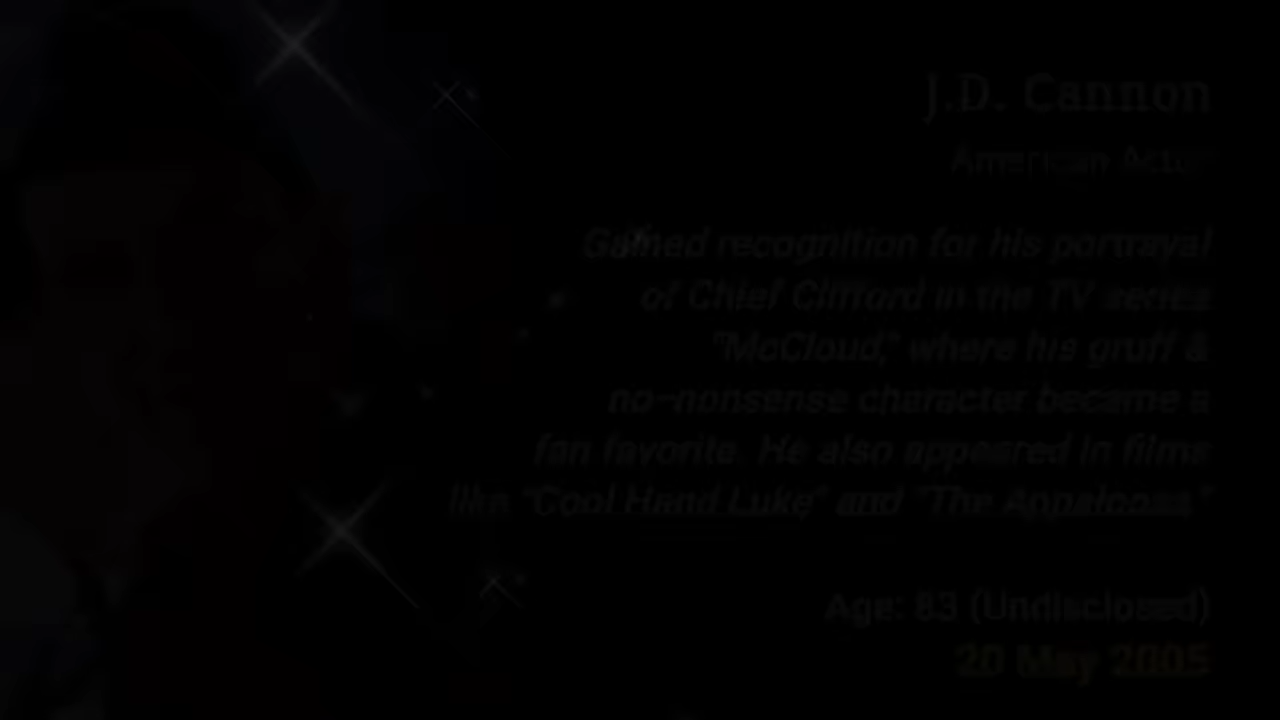 J.D. Cannon
American Actor
Gained recognition for his portrayal
of Chief Clifford in the TV series
"McCloud," where his gruff &
no-nonsense character became a
fan favorite. He also appeared in films
like "Cool Hand Luke" and "The Appaloosa."
Age: 83 (Undisclosed)
20 May 2005